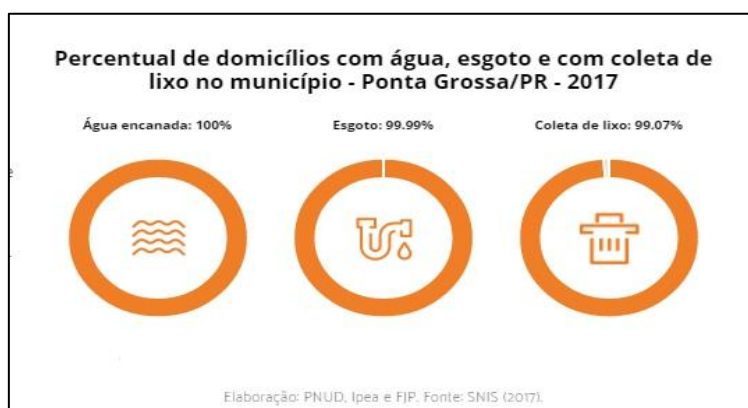 Percentual de domicílios com água, esgoto e com coleta de
lixo no município - Ponta Grossa/PR - 2017
Água encanada: 100%
Esgoto: 99.99%
Coleta de lixo: 99.07%
Elaboração: PNUD, Ipea e FJP. Fonte: SNIS (2017).